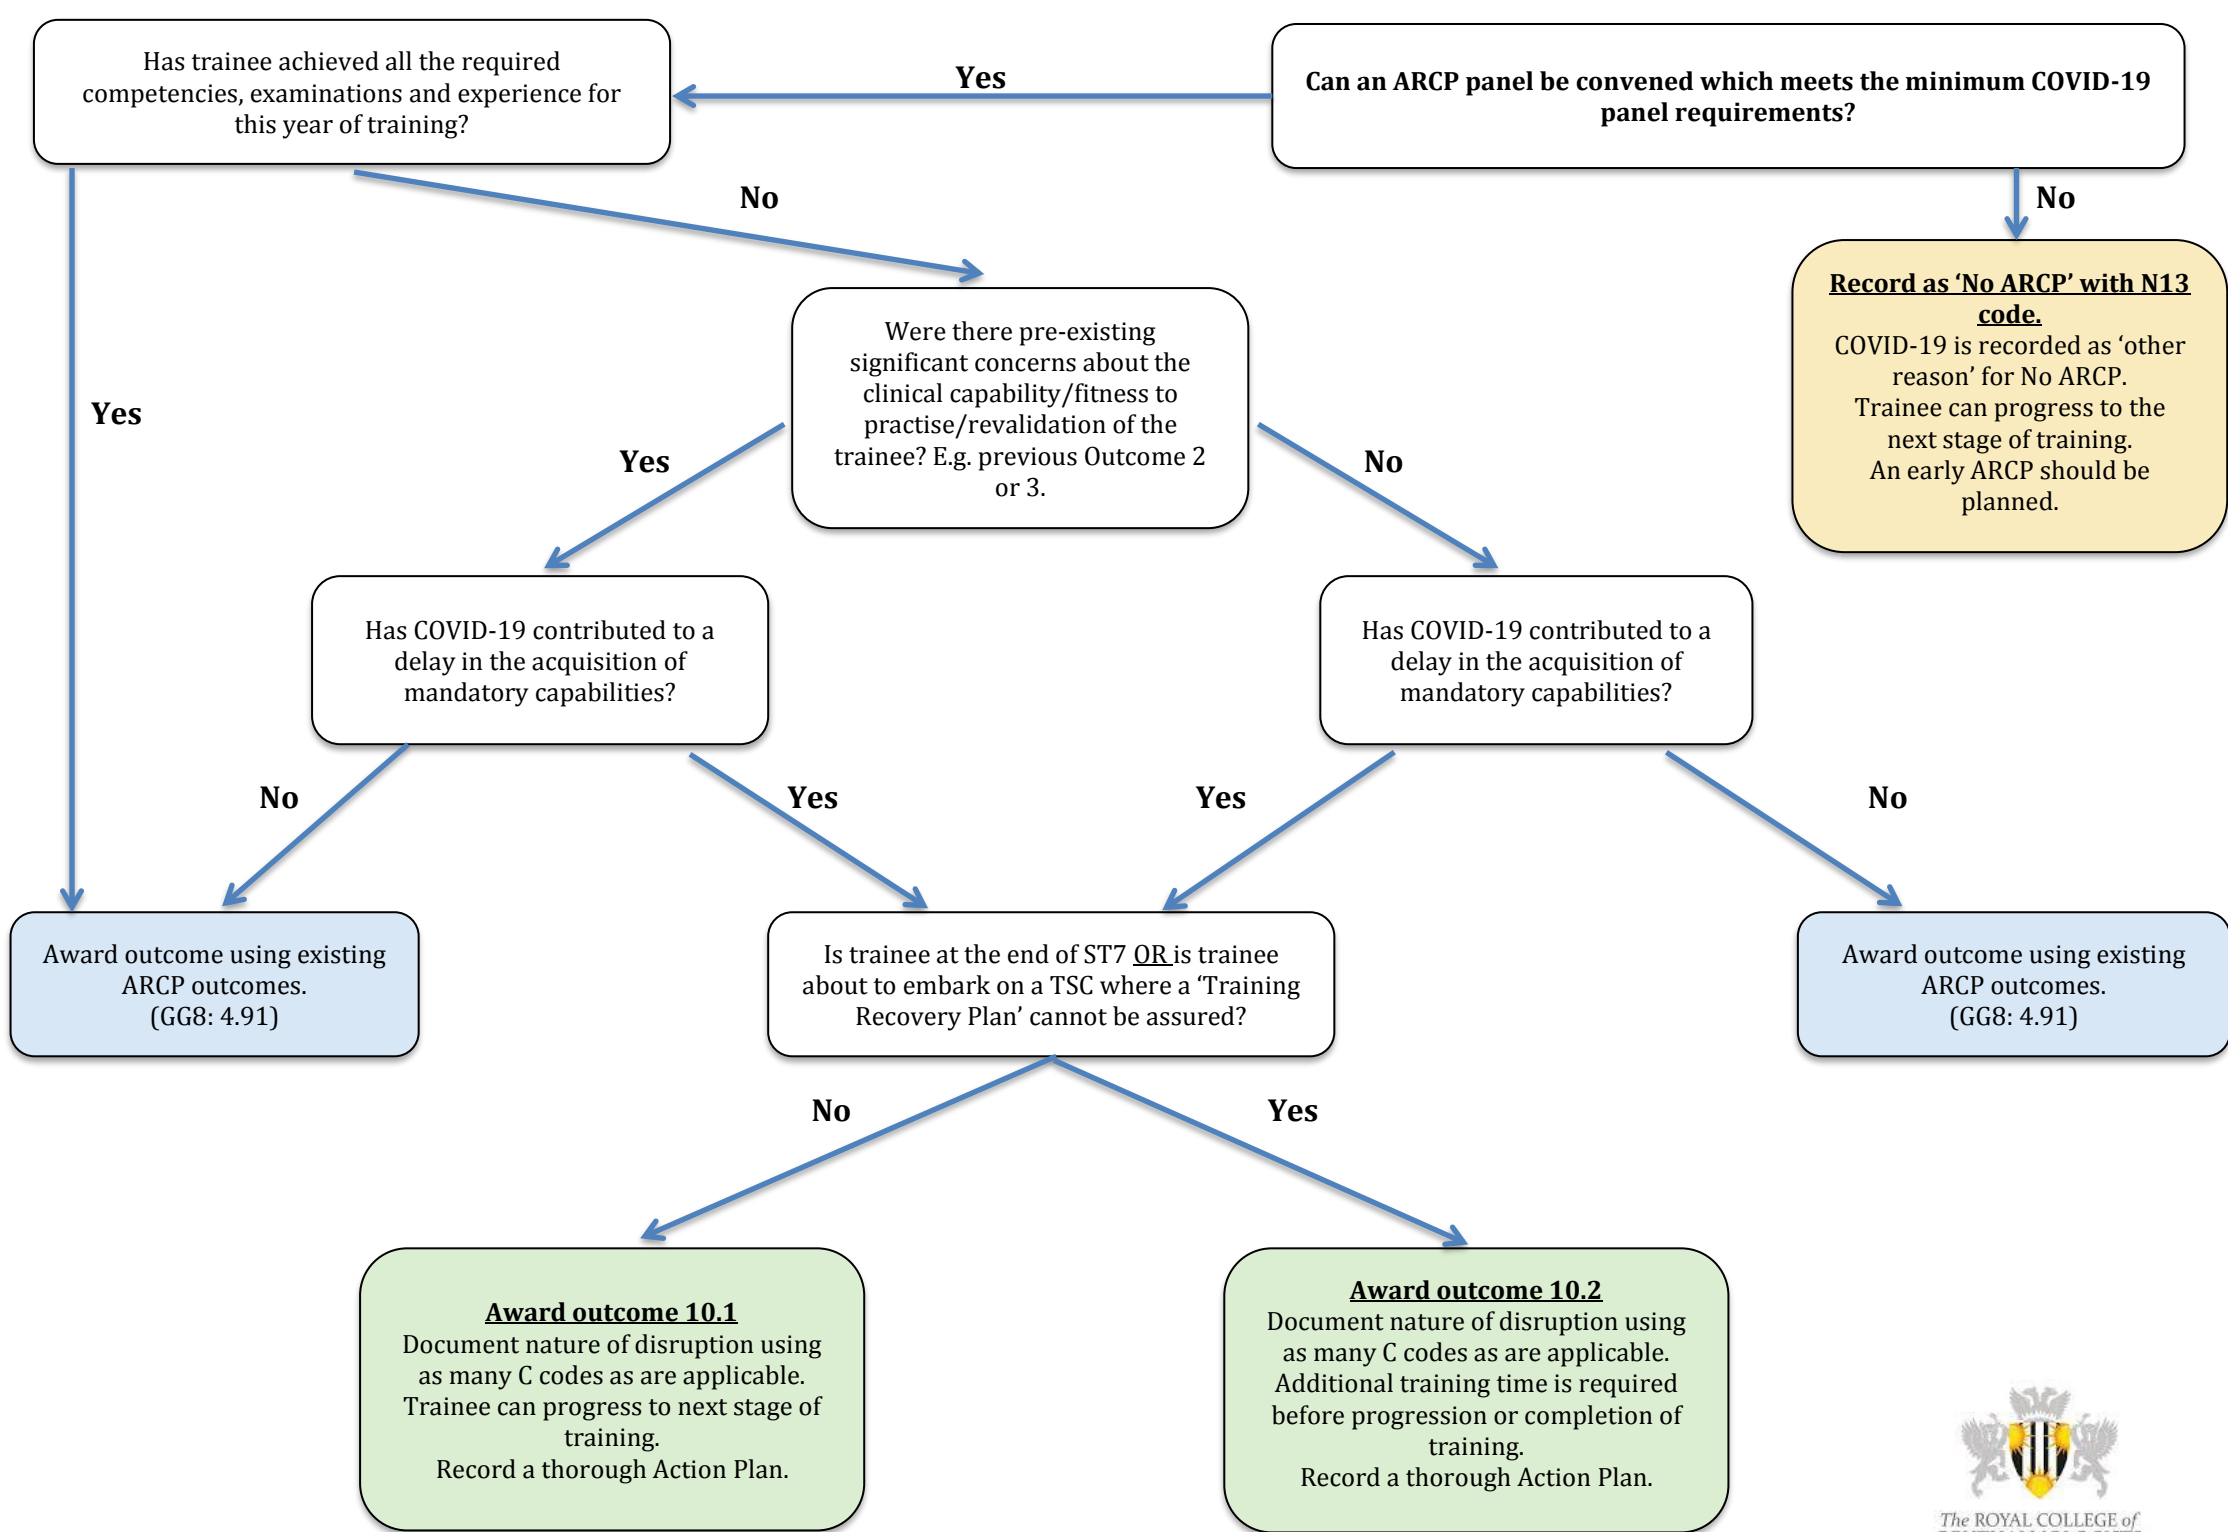 Has trainee achieved all the required
competencies, examinations and experience for
this year of training?
Yes
Can an ARCP panel be convened which meets the minimum COVID-19
panel requirements?
No
No
Record as ‘No ARCP’ with N13
code.
COVID-19 is recorded as ‘other
reason’ for No ARCP.
Trainee can progress to the
next stage of training.
An early ARCP should be
planned.
Were there pre-existing
significant concerns about the
clinical capability/fitness to
practise/revalidation of the
trainee? E.g. previous Outcome 2
or 3.
Yes
Yes
No
Has COVID-19 contributed to a
delay in the acquisition of
mandatory capabilities?
Has COVID-19 contributed to a
delay in the acquisition of
mandatory capabilities?
No
Yes
Yes
No
Award outcome using existing
ARCP outcomes.
(GG8: 4.91)
Is trainee at the end of ST7 OR is trainee
about to embark on a TSC where a ‘Training
Recovery Plan’ cannot be assured?
Award outcome using existing
ARCP outcomes.
(GG8: 4.91)
No
Yes
Award outcome 10.1
Document nature of disruption using
as many C codes as are applicable.
Trainee can progress to next stage of
training.
Record a thorough Action Plan.
Award outcome 10.2
Document nature of disruption using
as many C codes as are applicable.
Additional training time is required
before progression or completion of
training.
Record a thorough Action Plan.
The ROYAL COLLEGE of